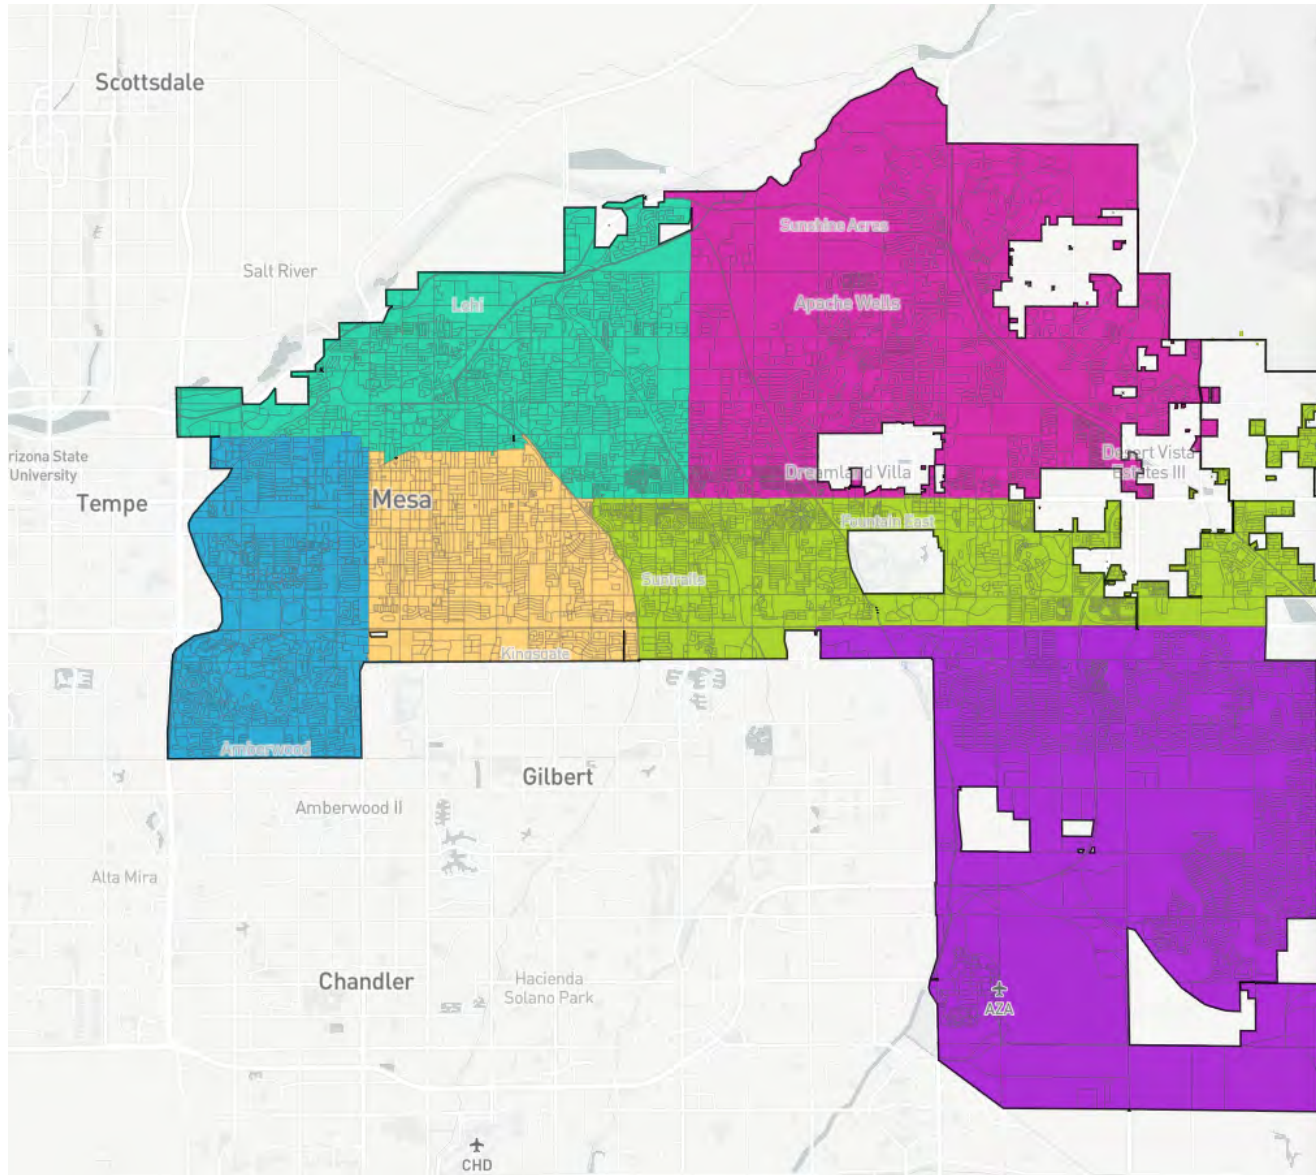 Scottsdale
Sunshine Acres
Salt River
Lehi
Apache Wells
rizona State
University
Desert Vista
Estates III
Dreamland Villa
Tempe
Mesa
Fountain East
Suntrails
Kingsgate
Amberwood
Gilbert
Amberwood II
Alta Mira
Chandler
Hacienda
Solano Park
AZA
CHD